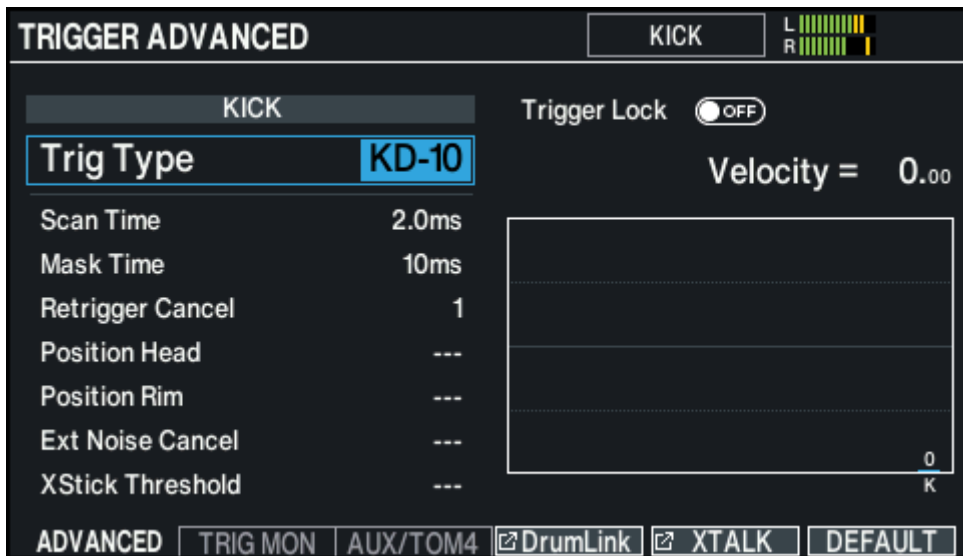 TRIGGER ADVANCED
KICK
L
R
KICK
Trig Type KD-10
Scan Time 2.0ms
Mask Time 10ms
Retrigger Cancel 1
Position Head ---
Position Rim ---
Ext Noise Cancel ---
XStick Threshold ---
Trigger Lock OFF
Velocity = 0.00
0
K
ADVANCED TRIG MON AUX/TOM4 DrumLink XTALK DEFAULT